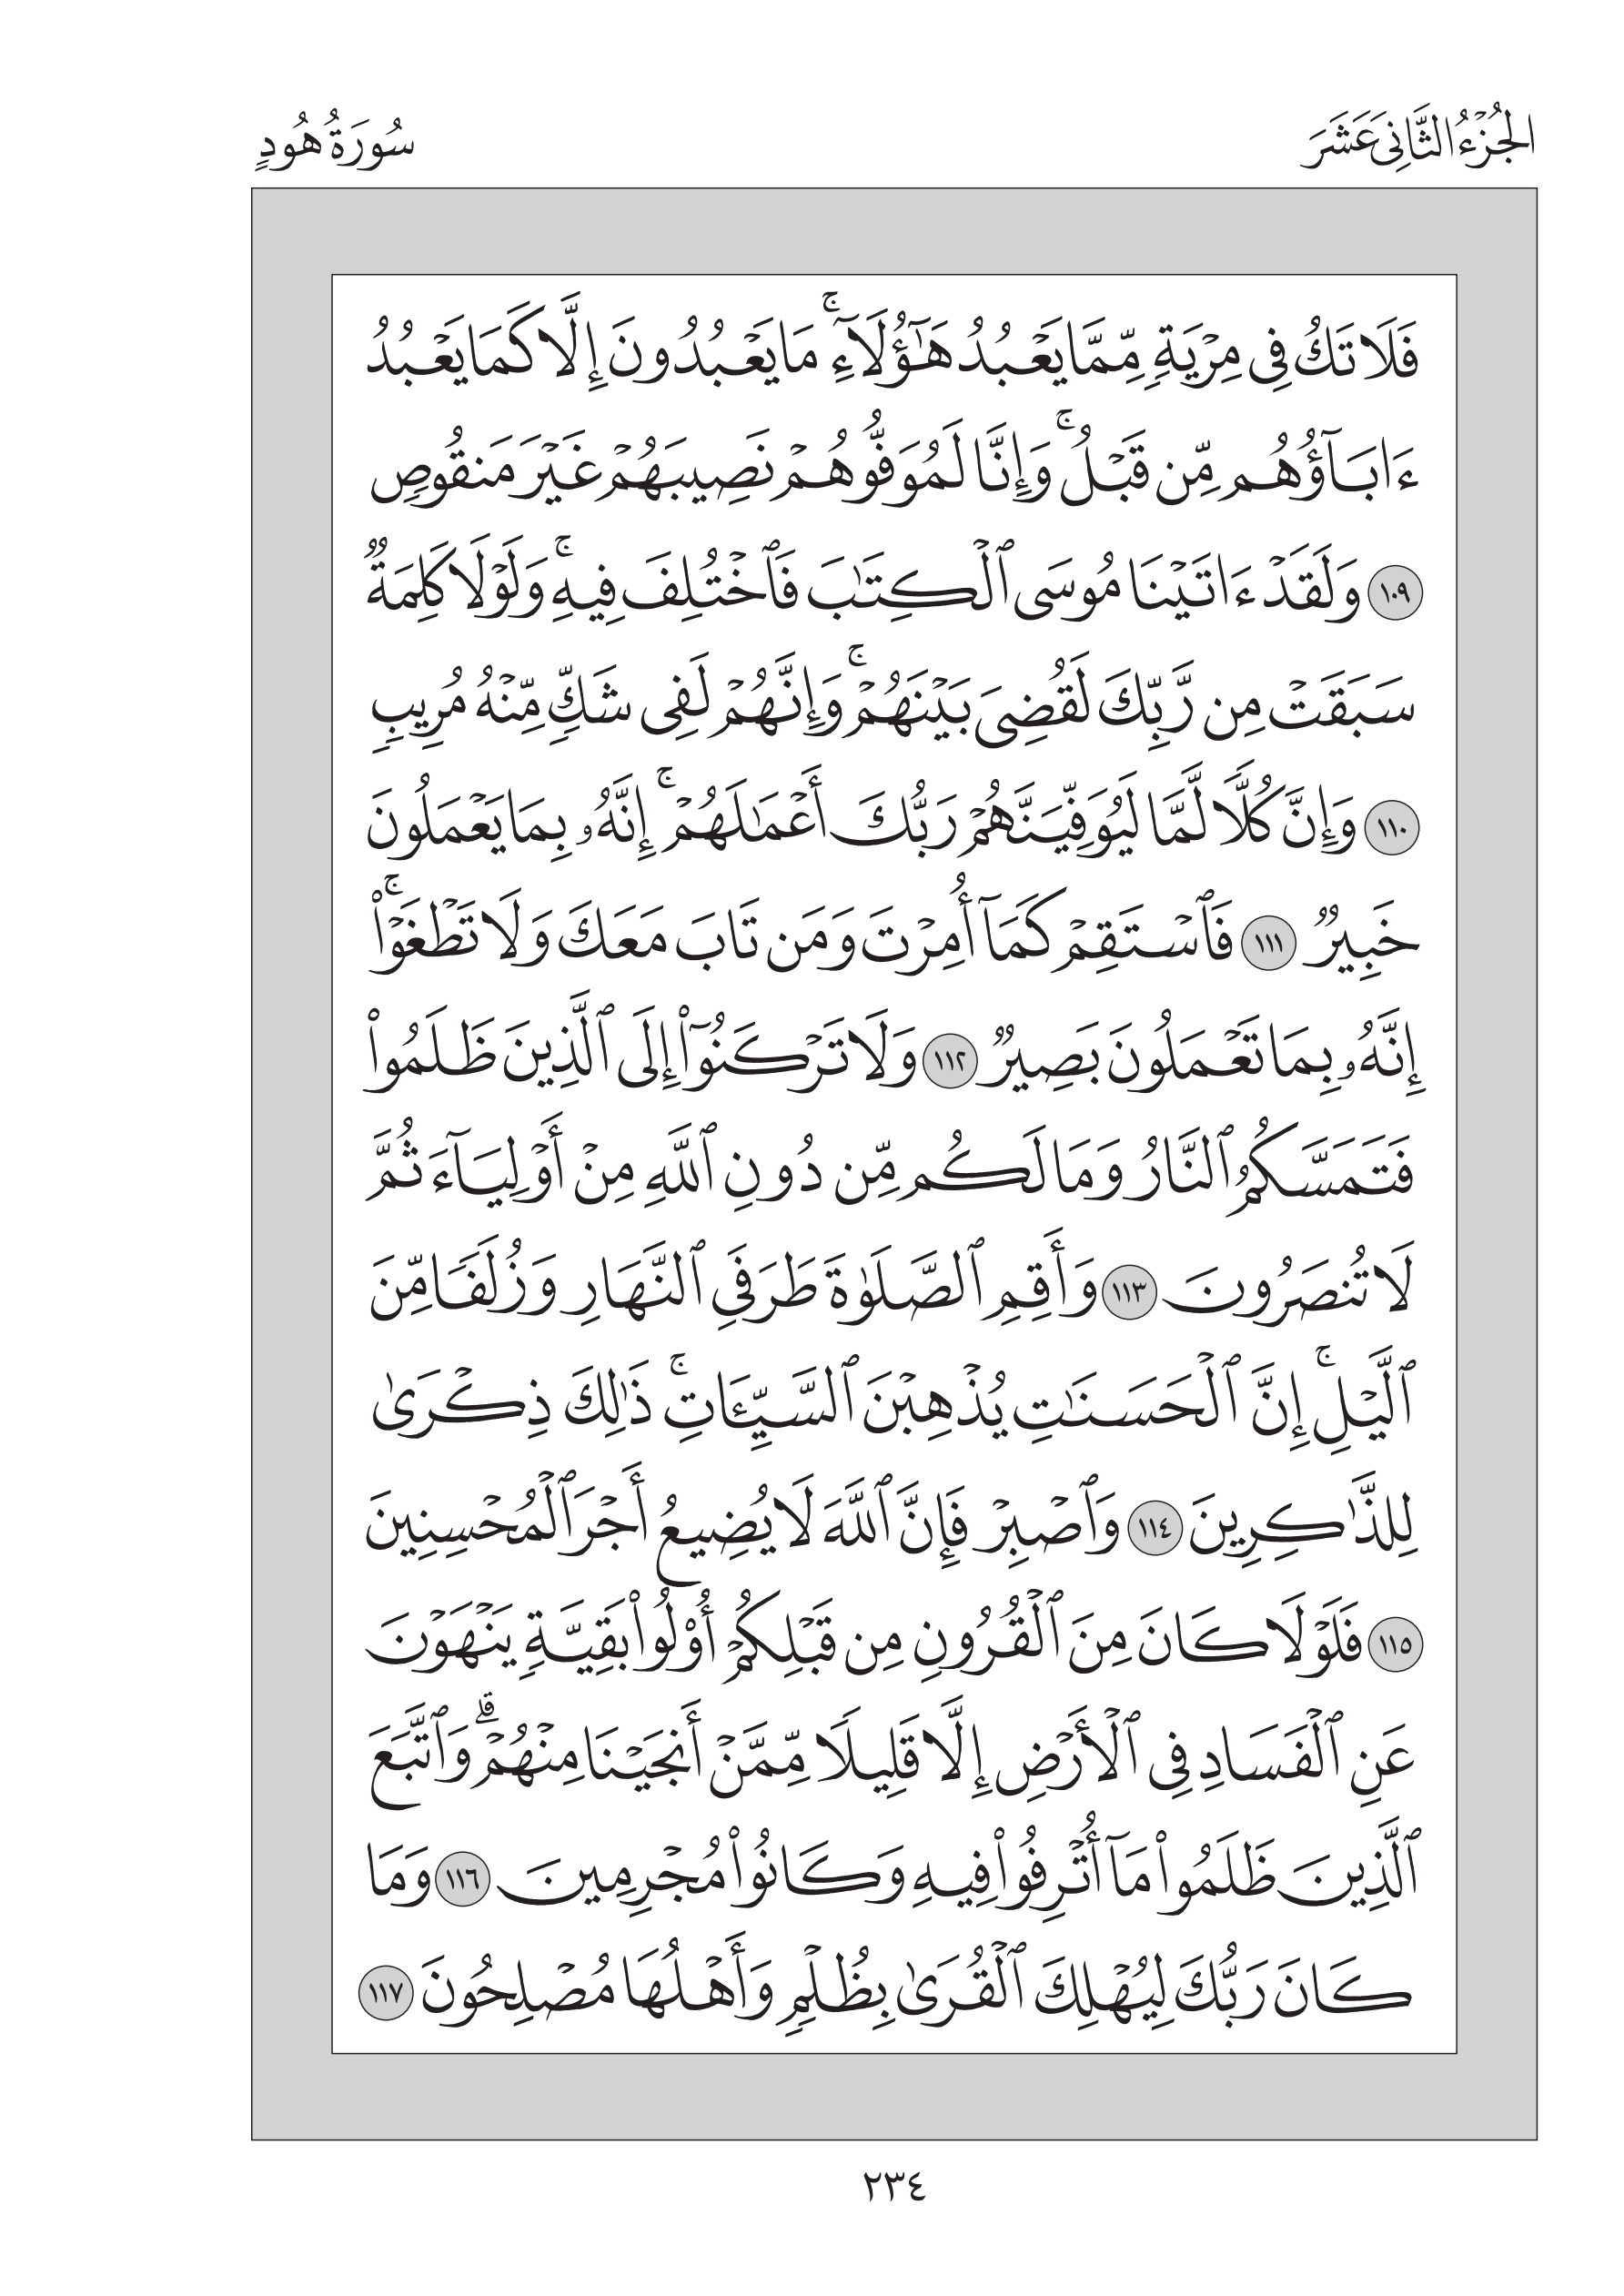 الجُزْءُ الثَّانِي عَشَرَ
سُورَةُ هُودٍ
فَلَا تَكُ فِي مِرْيَةٖ مِّمَّا يَعۡبُدُ هَٰٓؤُلَآءِۚ مَا يَعۡبُدُونَ إِلَّا كَمَا يَعۡبُدُ
ءَابَآؤُهُم مِّن قَبۡلُۚ وَإِنَّا لَمُوَفُّوهُمۡ نَصِيبَهُمۡ غَيۡرَ مَنقُوصٖ
١٠٩ وَلَقَدۡ ءَاتَيۡنَا مُوسَى ٱلۡكِتَٰبَ فَٱخۡتُلِفَ فِيهِۚ وَلَوۡلَا كَلِمَةٞ
سَبَقَتۡ مِن رَّبِّكَ لَقُضِيَ بَيۡنَهُمۡۚ وَإِنَّهُمۡ لَفِي شَكّٖ مِّنۡهُ مُرِيبٖ
١١٠ وَإِنَّ كُلّٗا لَّمَّا لَيُوَفِّيَنَّهُمۡ رَبُّكَ أَعۡمَٰلَهُمۡۚ إِنَّهُۥ بِمَا يَعۡمَلُونَ
خَبِيرٞ ١١١ فَٱسۡتَقِمۡ كَمَآ أُمِرۡتَ وَمَن تَابَ مَعَكَ وَلَا تَطۡغَوۡاْۚ
إِنَّهُۥ بِمَا تَعۡمَلُونَ بَصِيرٞ ١١٢ وَلَا تَرۡكَنُوٓاْ إِلَى ٱلَّذِينَ ظَلَمُواْ
فَتَمَسَّكُمُ ٱلنَّارُ وَمَا لَكُم مِّن دُونِ ٱللَّهِ مِنۡ أَوۡلِيَآءَ ثُمَّ
لَا تُنصَرُونَ ١١٣ وَأَقِمِ ٱلصَّلَوٰةَ طَرَفَيِ ٱلنَّهَارِ وَزُلَفٗا مِّنَ
ٱلَّيۡلِۚ إِنَّ ٱلۡحَسَنَٰتِ يُذۡهِبۡنَ ٱلسَّيِّـَٔاتِۚ ذَٰلِكَ ذِكۡرَىٰ
لِلذَّٰكِرِينَ ١١٤ وَٱصۡبِرۡ فَإِنَّ ٱللَّهَ لَا يُضِيعُ أَجۡرَ ٱلۡمُحۡسِنِينَ
١١٥ فَلَوۡلَا كَانَ مِنَ ٱلۡقُرُونِ مِن قَبۡلِكُمۡ أُوْلُواْ بَقِيَّةٖ يَنۡهَوۡنَ
عَنِ ٱلۡفَسَادِ فِي ٱلۡأَرۡضِ إِلَّا قَلِيلٗا مِّمَّنۡ أَنجَيۡنَا مِنۡهُمۡۗ وَٱتَّبَعَ
ٱلَّذِينَ ظَلَمُواْ مَآ أُتۡرِفُواْ فِيهِ وَكَانُواْ مُجۡرِمِينَ ١١٦ وَمَا
كَانَ رَبُّكَ لِيُهۡلِكَ ٱلۡقُرَىٰ بِظُلۡمٖ وَأَهۡلُهَا مُصۡلِحُونَ ١١٧
٢٣٤